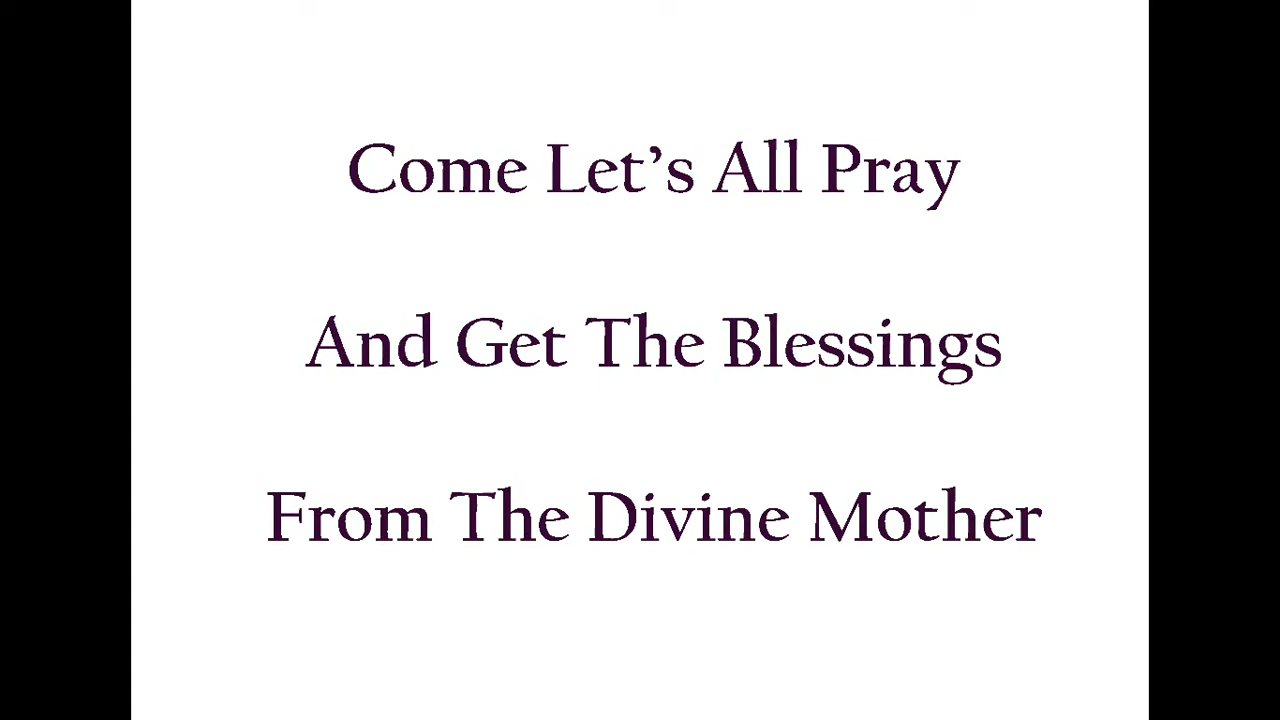 Come Let’s All Pray
And Get The Blessings
From The Divine Mother